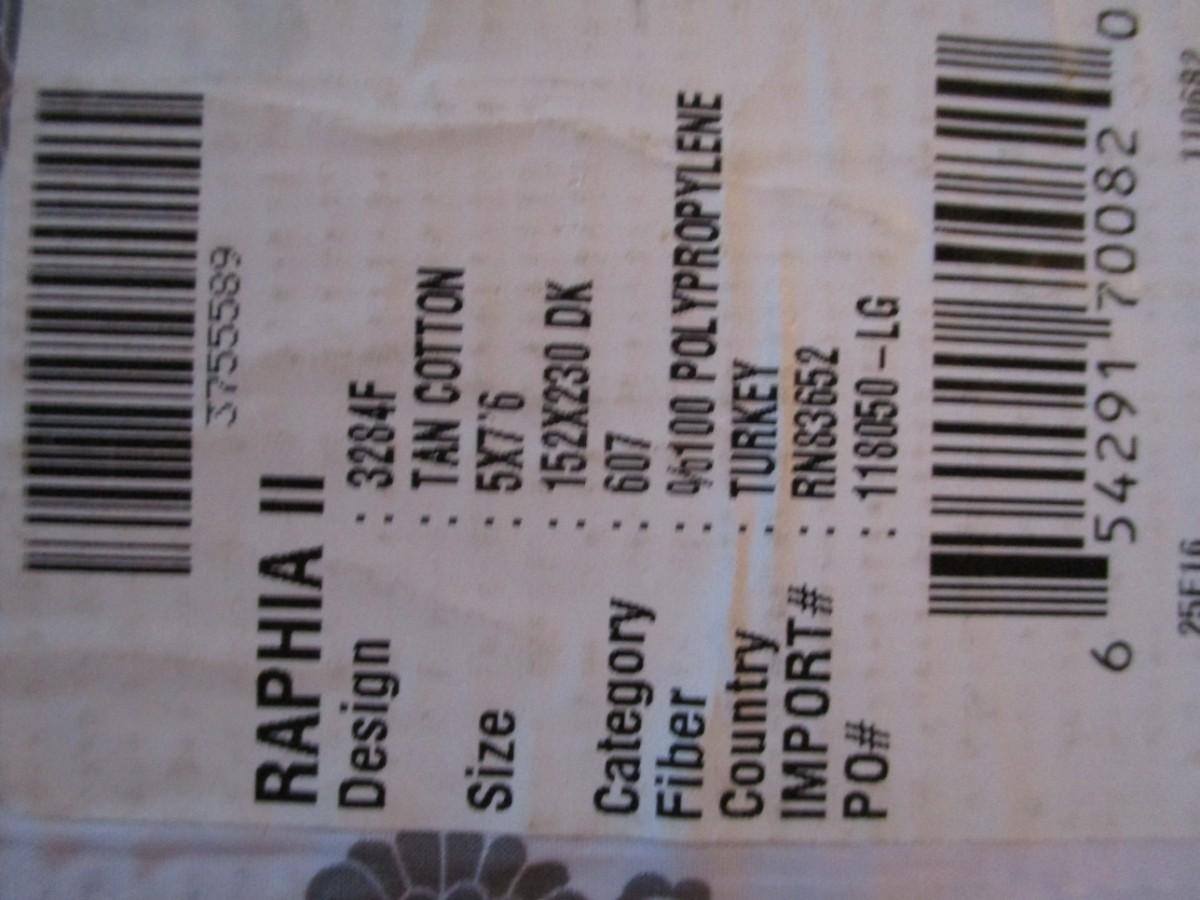 3755589
RAPHIA II
Design : 3284F
: TAN COTTON
Size : 5X7'6
: 152X230 DK
Category : 607
Fiber : %100 POLYPROPYLENE
Country : TURKEY
IMPORT# : RN83652
PO# : 118050-LG
6 54291 70082 0